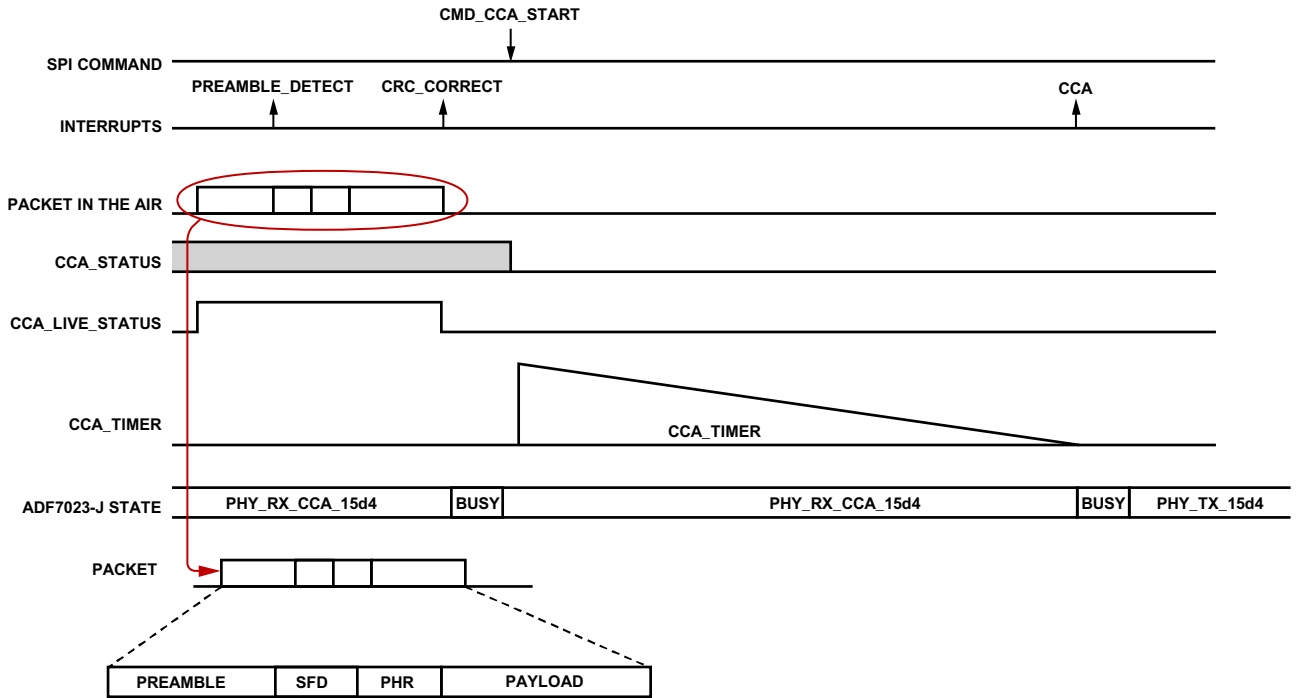 CMD_CCA_START
SPI COMMAND
PREAMBLE_DETECT CRC_CORRECT CCA
INTERRUPTS
PACKET IN THE AIR
CCA_STATUS
CCA_LIVE_STATUS
CCA_TIMER
CCA_TIMER
ADF7023-J STATE PHY_RX_CCA_15d4 BUSY PHY_RX_CCA_15d4 BUSY PHY_TX_15d4
PACKET
PREAMBLE SFD PHR PAYLOAD